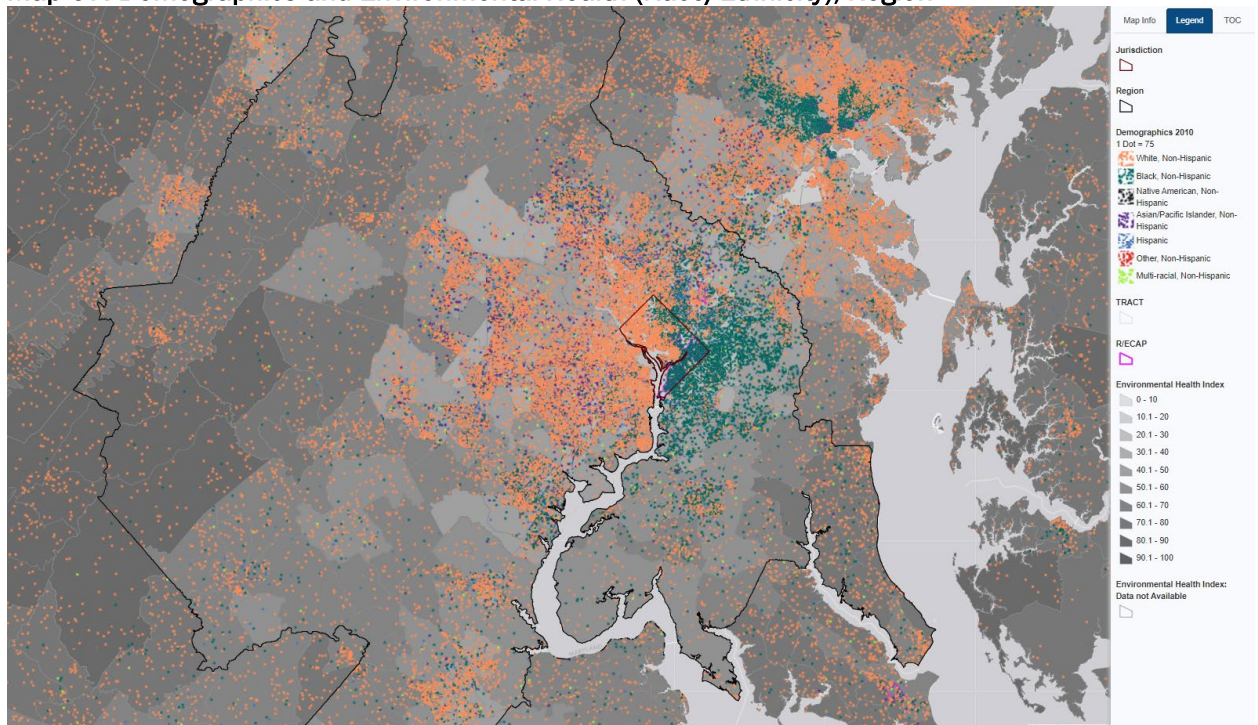 Map Info Legend TOC
Jurisdiction
Region
Demographics 2010
1 Dot = 75
White, Non-Hispanic
Black, Non-Hispanic
Native American, Non-
Hispanic
Asian/Pacific Islander, Non-
Hispanic
Hispanic
Other, Non-Hispanic
Multi-racial, Non-Hispanic
TRACT
R/ECAP
Environmental Health Index
0 - 10
10.1 - 20
20.1 - 30
30.1 - 40
40.1 - 50
50.1 - 60
60.1 - 70
70.1 - 80
80.1 - 90
90.1 - 100
Environmental Health Index:
Data not Available